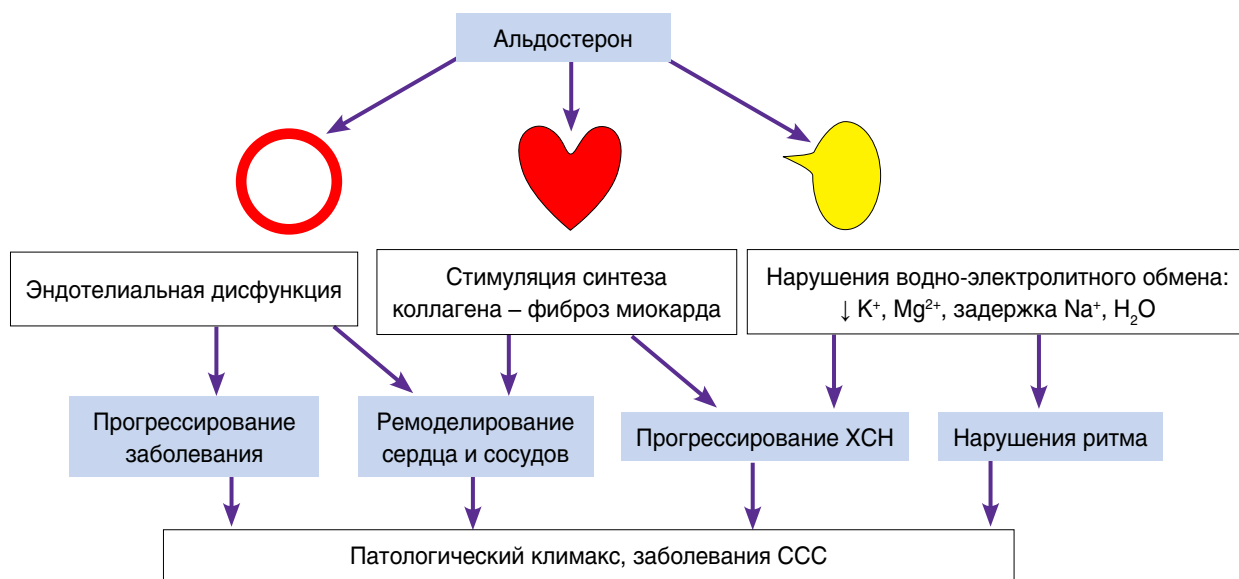 Альдостерон
Эндотелиальная дисфункция
Стимуляция синтеза
коллагена – фиброз миокарда
Нарушения водно-электролитного обмена:
↓ K⁺, Mg²⁺, задержка Na⁺, H₂O
Прогрессирование
заболевания
Ремоделирование
сердца и сосудов
Прогрессирование ХСН
Нарушения ритма
Патологический климакс, заболевания ССС